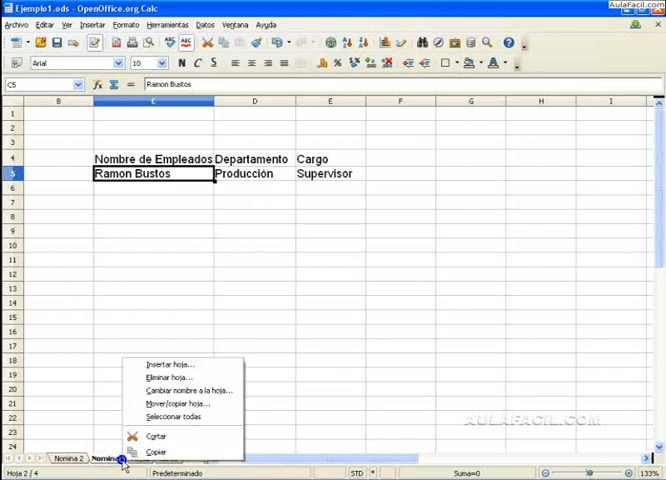 AulaFacil.com
Ejemplo1.ods - OpenOffice.org Calc
Archivo Editar Ver Insertar Formato Herramientas Datos Ventana Ayuda
Arial 10 N C S
C5 Ramon Bustos
B C D E F G H I
1
2
3
4 Nombre de Empleados Departamento Cargo
5 Ramon Bustos Producción Supervisor
6
7
8
9
10
11
12
13
14
15
16
17
18
19
20
21
22
23
24
Insertar hoja...
Eliminar hoja...
Cambiar nombre a la hoja...
Mover/copiar hoja...
Seleccionar todas
Cortar
Copiar
AULAFACIL.COM
Nomina 2 Nomina
Hoja 2 / 4 Predeterminado STD * Suma=0 133%